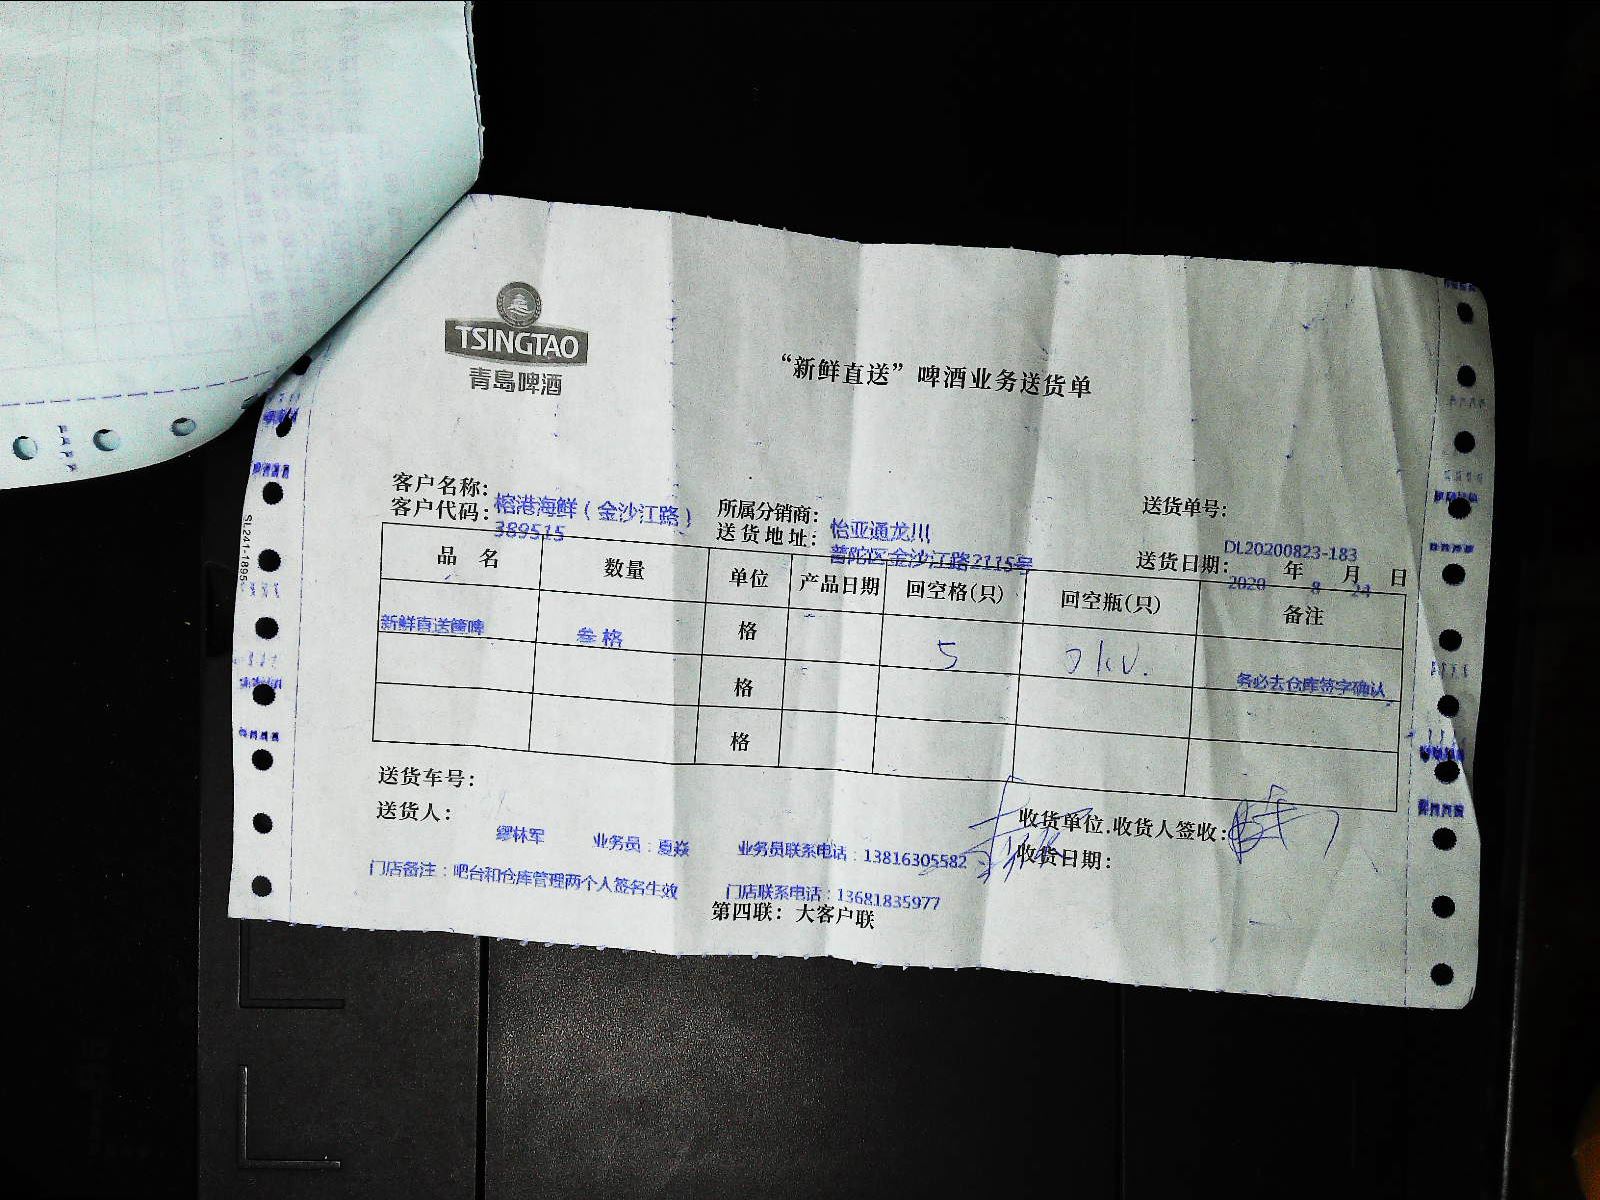 TSINGTAO
青島啤酒
“新鲜直送”啤酒业务送货单
客户名称： 榕港海鲜（金沙江路）
客户代码： 389515
所属分销商： 怡亚通龙川
送货地址： 普陀区金沙江路2115号
送货单号： DL20200823-183
送货日期： 2020 年 8 月 24 日
品 名 数量 单位 产品日期 回空格(只) 回空瓶(只) 备注
新鲜直送 叁格 格 5 务必去仓库签字确认
格
格
送货车号：
送货人： 缪林军 业务员：夏焱 业务员联系电话：13816305582
收货单位.收货人签收：
收货日期：
门店备注：吧台和仓库管理两个人签名生效 门店联系电话：13681835977
第四联：大客户联
SL241-1895